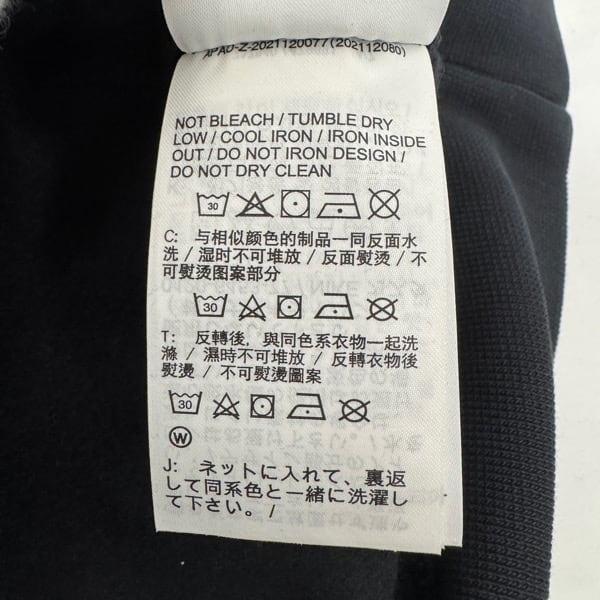 APAO-Z-2021120077(202112080)
NOT BLEACH / TUMBLE DRY
LOW / COOL IRON / IRON INSIDE
OUT / DO NOT IRON DESIGN /
DO NOT DRY CLEAN
30
C: 与相似颜色的制品一同反面水
洗 / 湿时不可堆放 / 反面熨烫 / 不
可熨烫图案部分
30
T: 反轉後，與同色系衣物一起洗
滌 / 濕時不可堆放 / 反轉衣物後
熨燙 / 不可熨燙圖案
30
W
J: ネットに入れて、裏返
して同系色と一緒に洗濯し
て下さい。/